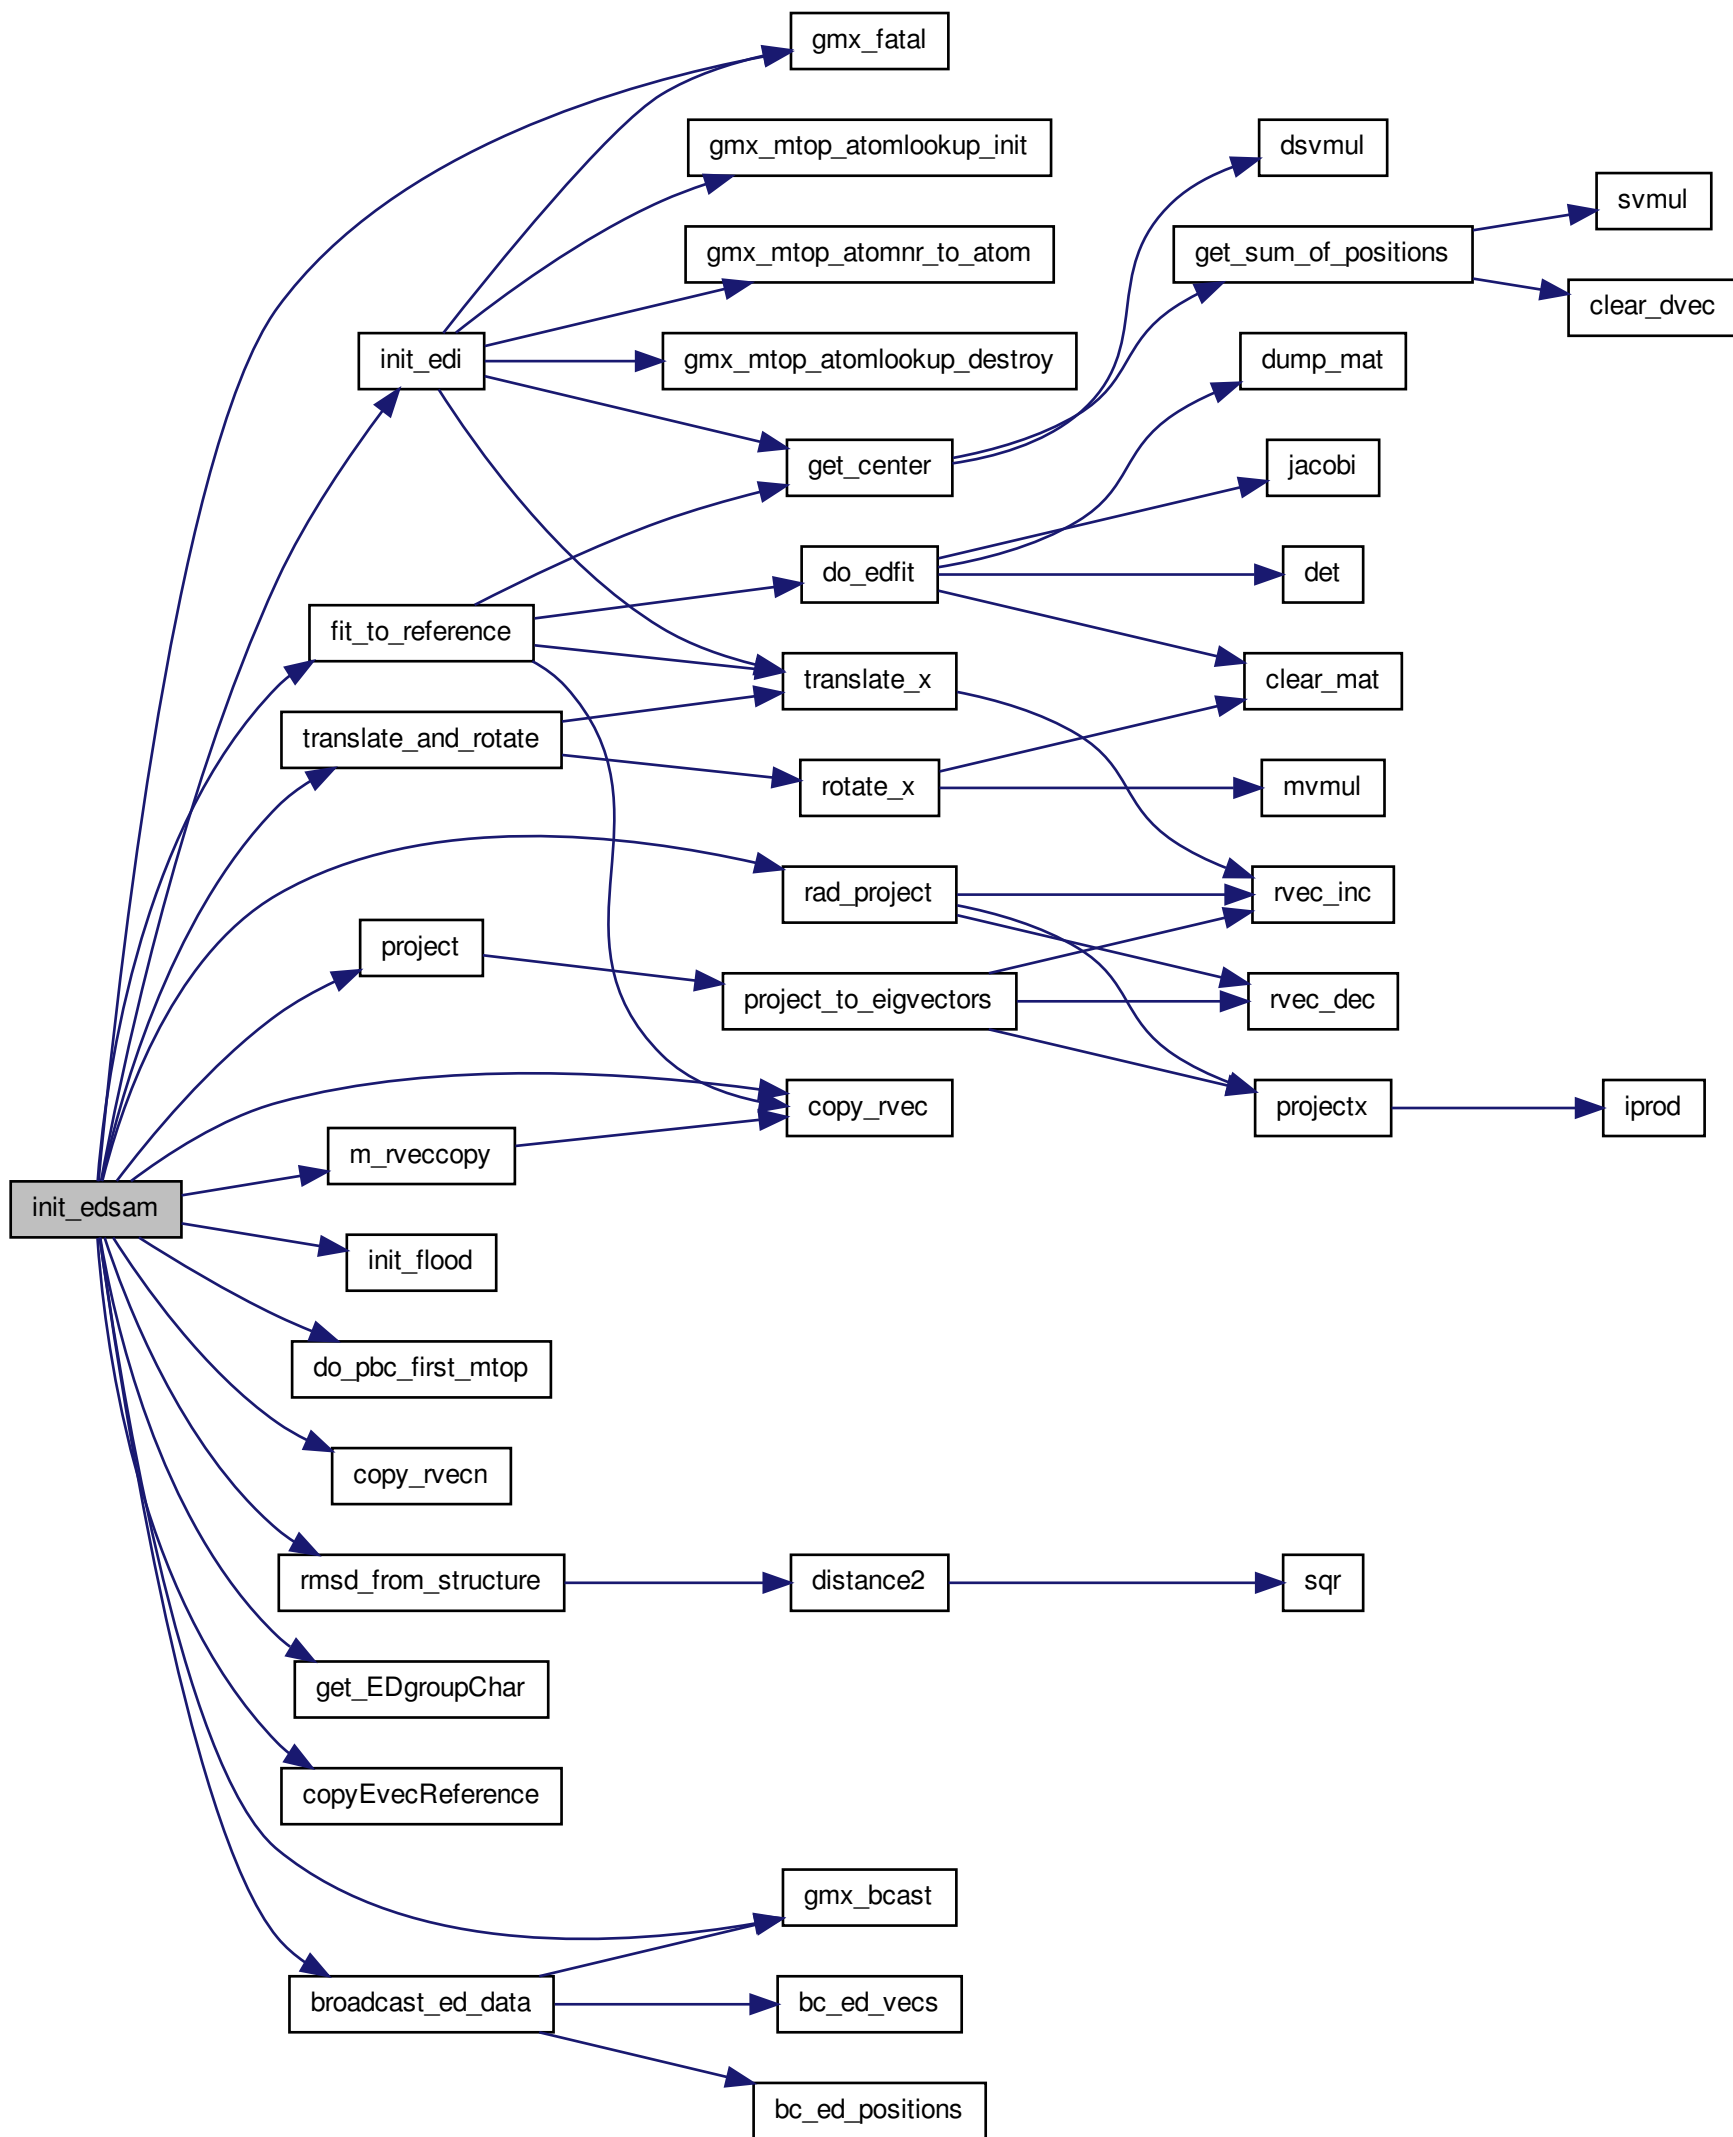 gmx_fatal
gmx_mtop_atomlookup_init
dsvmul
svmul
gmx_mtop_atomnr_to_atom
get_sum_of_positions
clear_dvec
init_edi
gmx_mtop_atomlookup_destroy
dump_mat
get_center
jacobi
do_edfit
det
fit_to_reference
translate_x
clear_mat
translate_and_rotate
rotate_x
mvmul
rad_project
rvec_inc
project
project_to_eigvectors
rvec_dec
copy_rvec
projectx
iprod
m_rveccopy
init_edsam
init_flood
do_pbc_first_mtop
copy_rvecn
rmsd_from_structure
distance2
sqr
get_EDgroupChar
copyEvecReference
gmx_bcast
broadcast_ed_data
bc_ed_vecs
bc_ed_positions